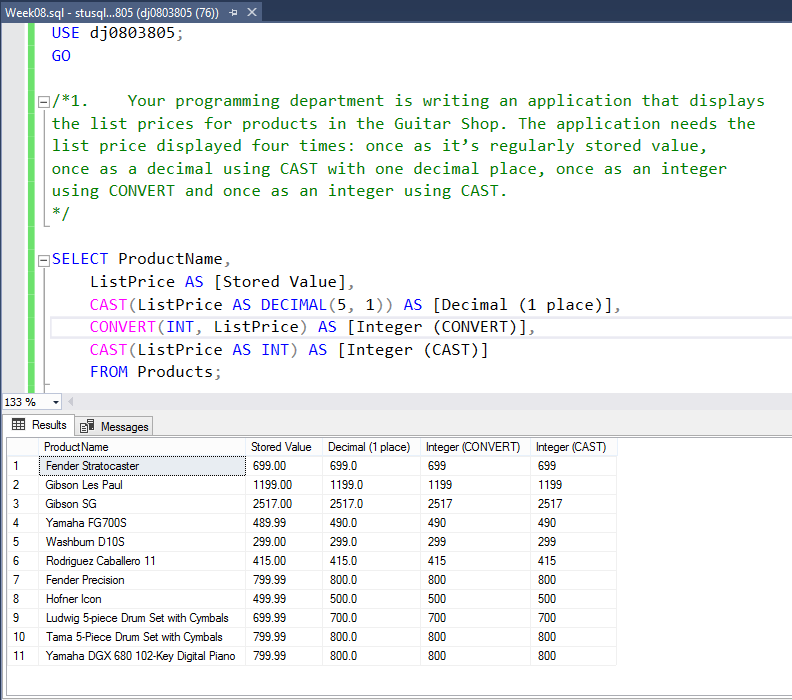 Week08.sql - stusql...805 (dj0803805 (76))
USE dj0803805;
GO
/*1. Your programming department is writing an application that displays
the list prices for products in the Guitar Shop. The application needs the
list price displayed four times: once as it’s regularly stored value,
once as a decimal using CAST with one decimal place, once as an integer
using CONVERT and once as an integer using CAST.
*/
SELECT ProductName,
ListPrice AS [Stored Value],
CAST(ListPrice AS DECIMAL(5, 1)) AS [Decimal (1 place)],
CONVERT(INT, ListPrice) AS [Integer (CONVERT)],
CAST(ListPrice AS INT) AS [Integer (CAST)]
FROM Products;
133 %
Results Messages
ProductName Stored Value Decimal (1 place) Integer (CONVERT) Integer (CAST)
1 Fender Stratocaster 699.00 699.0 699 699
2 Gibson Les Paul 1199.00 1199.0 1199 1199
3 Gibson SG 2517.00 2517.0 2517 2517
4 Yamaha FG700S 489.99 490.0 490 490
5 Washburn D10S 299.00 299.0 299 299
6 Rodriguez Caballero 11 415.00 415.0 415 415
7 Fender Precision 799.99 800.0 800 800
8 Hofner Icon 499.99 500.0 500 500
9 Ludwig 5-piece Drum Set with Cymbals 699.99 700.0 700 700
10 Tama 5-Piece Drum Set with Cymbals 799.99 800.0 800 800
11 Yamaha DGX 680 102-Key Digital Piano 799.99 800.0 800 800